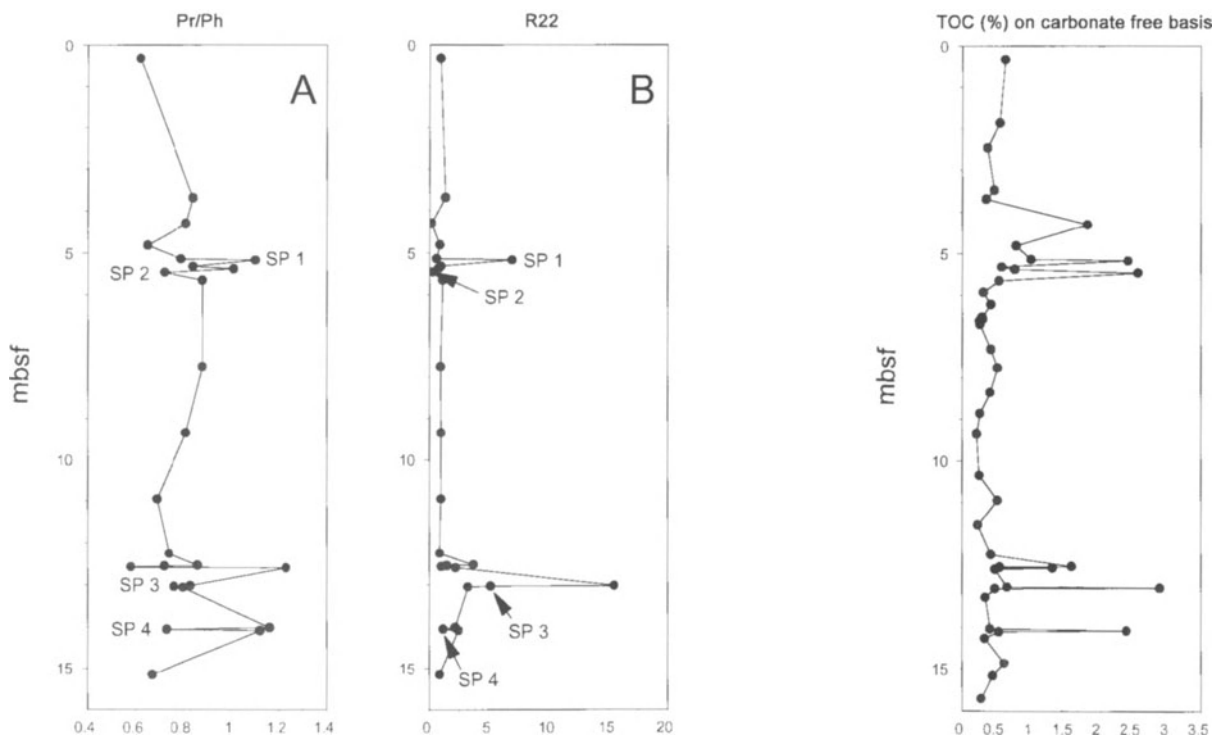 Pr/Ph
R22
TOC (%) on carbonate free basis
0
0
0
A
B
SP 1
SP 2
5
5
SP 1
SP 2
5
mbsf
mbsf
10
10
10
SP 3
SP 4
15
15
SP 3
SP 4
15
0.4 0.6 0.8 1 1.2 1.4
0 5 10 15 20
0 0.5 1 1.5 2 2.5 3 3.5